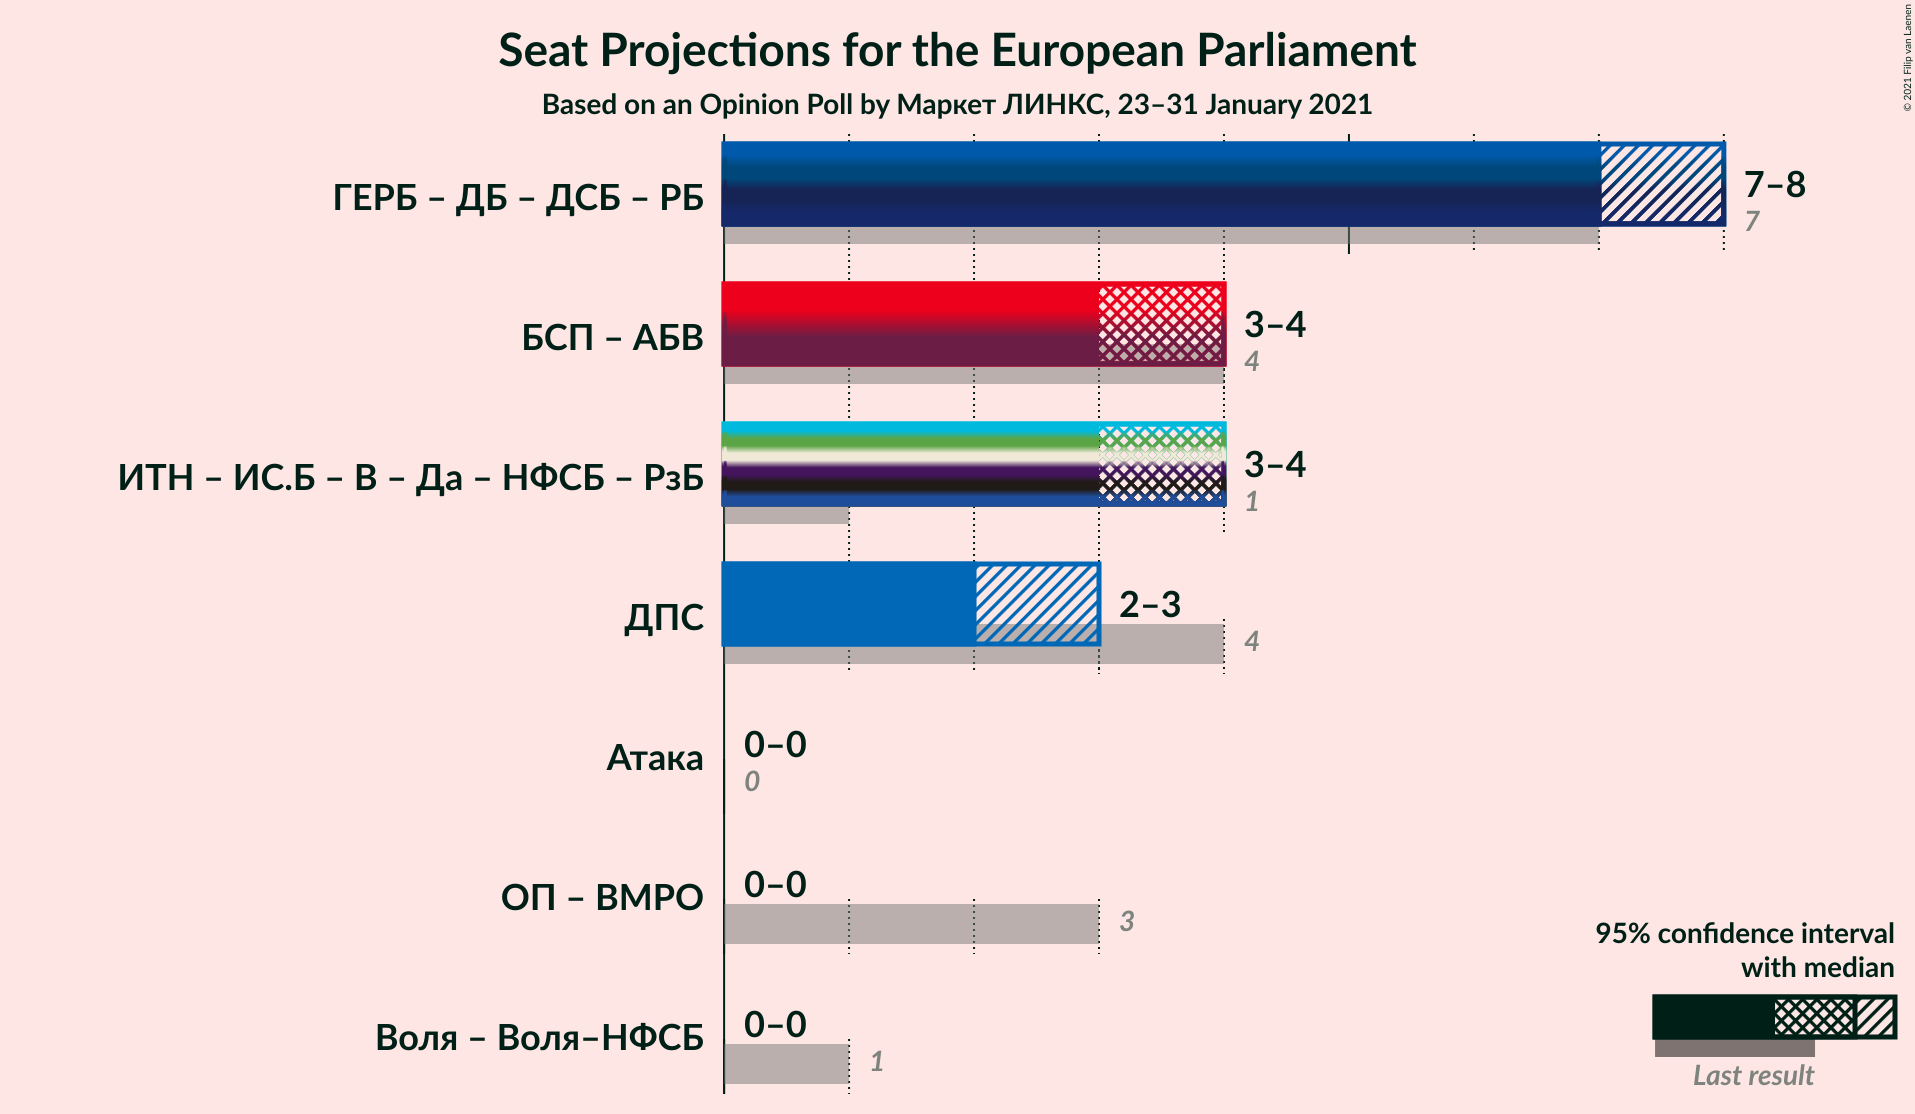 Seat Projections for the European Parliament
Based on an Opinion Poll by Маркет ЛИНКС, 23–31 January 2021
© 2021 Filip van Laenen
ГЕРБ – ДБ – ДСБ – РБ
7–8
7
БСП – АБВ
3–4
4
ИТН – ИС.Б – В – Да – НФСБ – РзБ
3–4
1
ДПС
2–3
4
Атака
0–0
0
ОП – ВМРО
0–0
3
Воля – Воля–НФСБ
0–0
1
95% confidence interval
with median
Last result